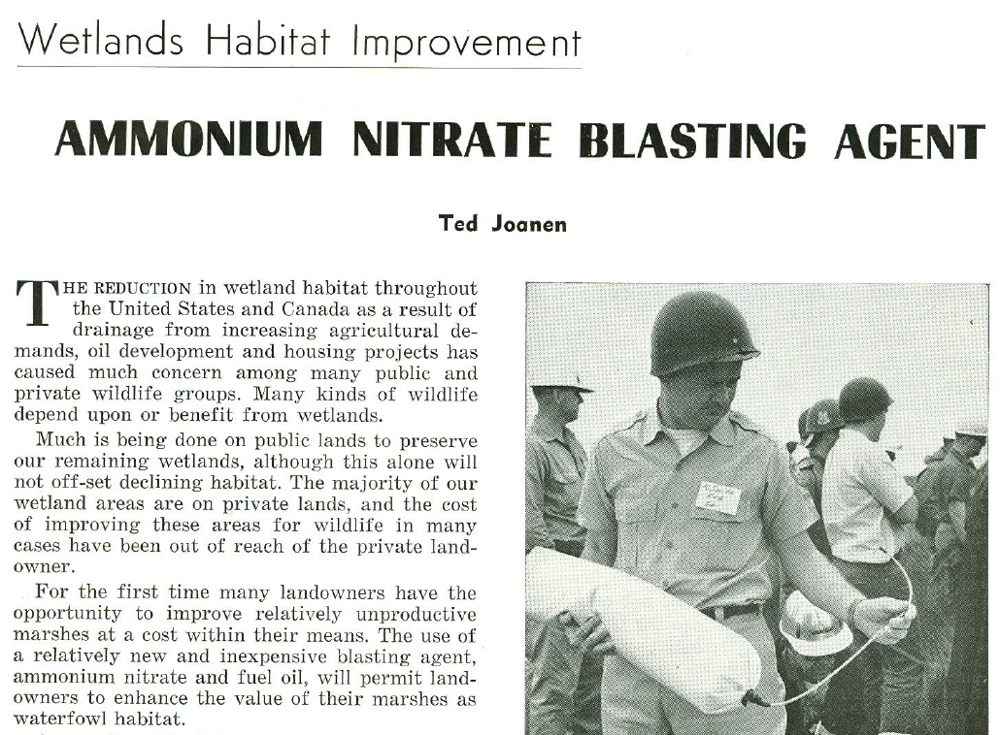 Wetlands Habitat Improvement
AMMONIUM NITRATE BLASTING AGENT
Ted Joanen
THE REDUCTION in wetland habitat throughout
the United States and Canada as a result of
drainage from increasing agricultural de-
mands, oil development and housing projects has
caused much concern among many public and
private wildlife groups. Many kinds of wildlife
depend upon or benefit from wetlands.
Much is being done on public lands to preserve
our remaining wetlands, although this alone will
not off-set declining habitat. The majority of our
wetland areas are on private lands, and the cost
of improving these areas for wildlife in many
cases have been out of reach of the private land-
owner.
For the first time many landowners have the
opportunity to improve relatively unproductive
marshes at a cost within their means. The use of
a relatively new and inexpensive blasting agent,
ammonium nitrate and fuel oil, will permit land-
owners to enhance the value of their marshes as
waterfowl habitat.